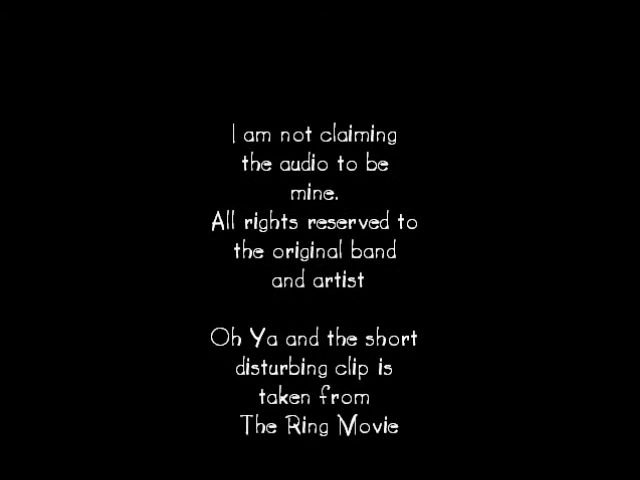 I am not claiming
the audio to be
mine.
All rights reserved to
the original band
and artist
Oh Ya and the short
disturbing clip is
taken from
The Ring Movie